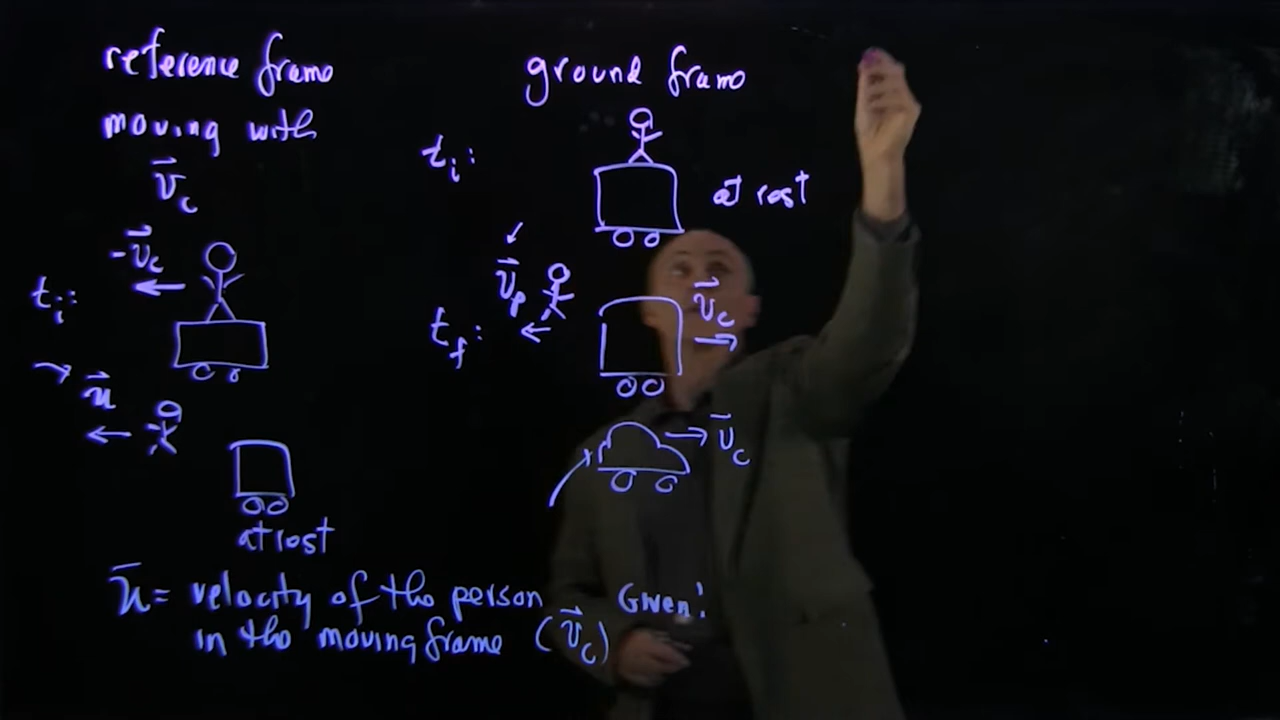 reference frame
moving with
v⃗c
-v⃗c
ti:
u⃗
at rest
ground frame
ti:
at rest
v⃗p
v⃗c
tf:
v⃗c
u⃗ = velocity of the person
in the moving frame (v⃗c)
Given!